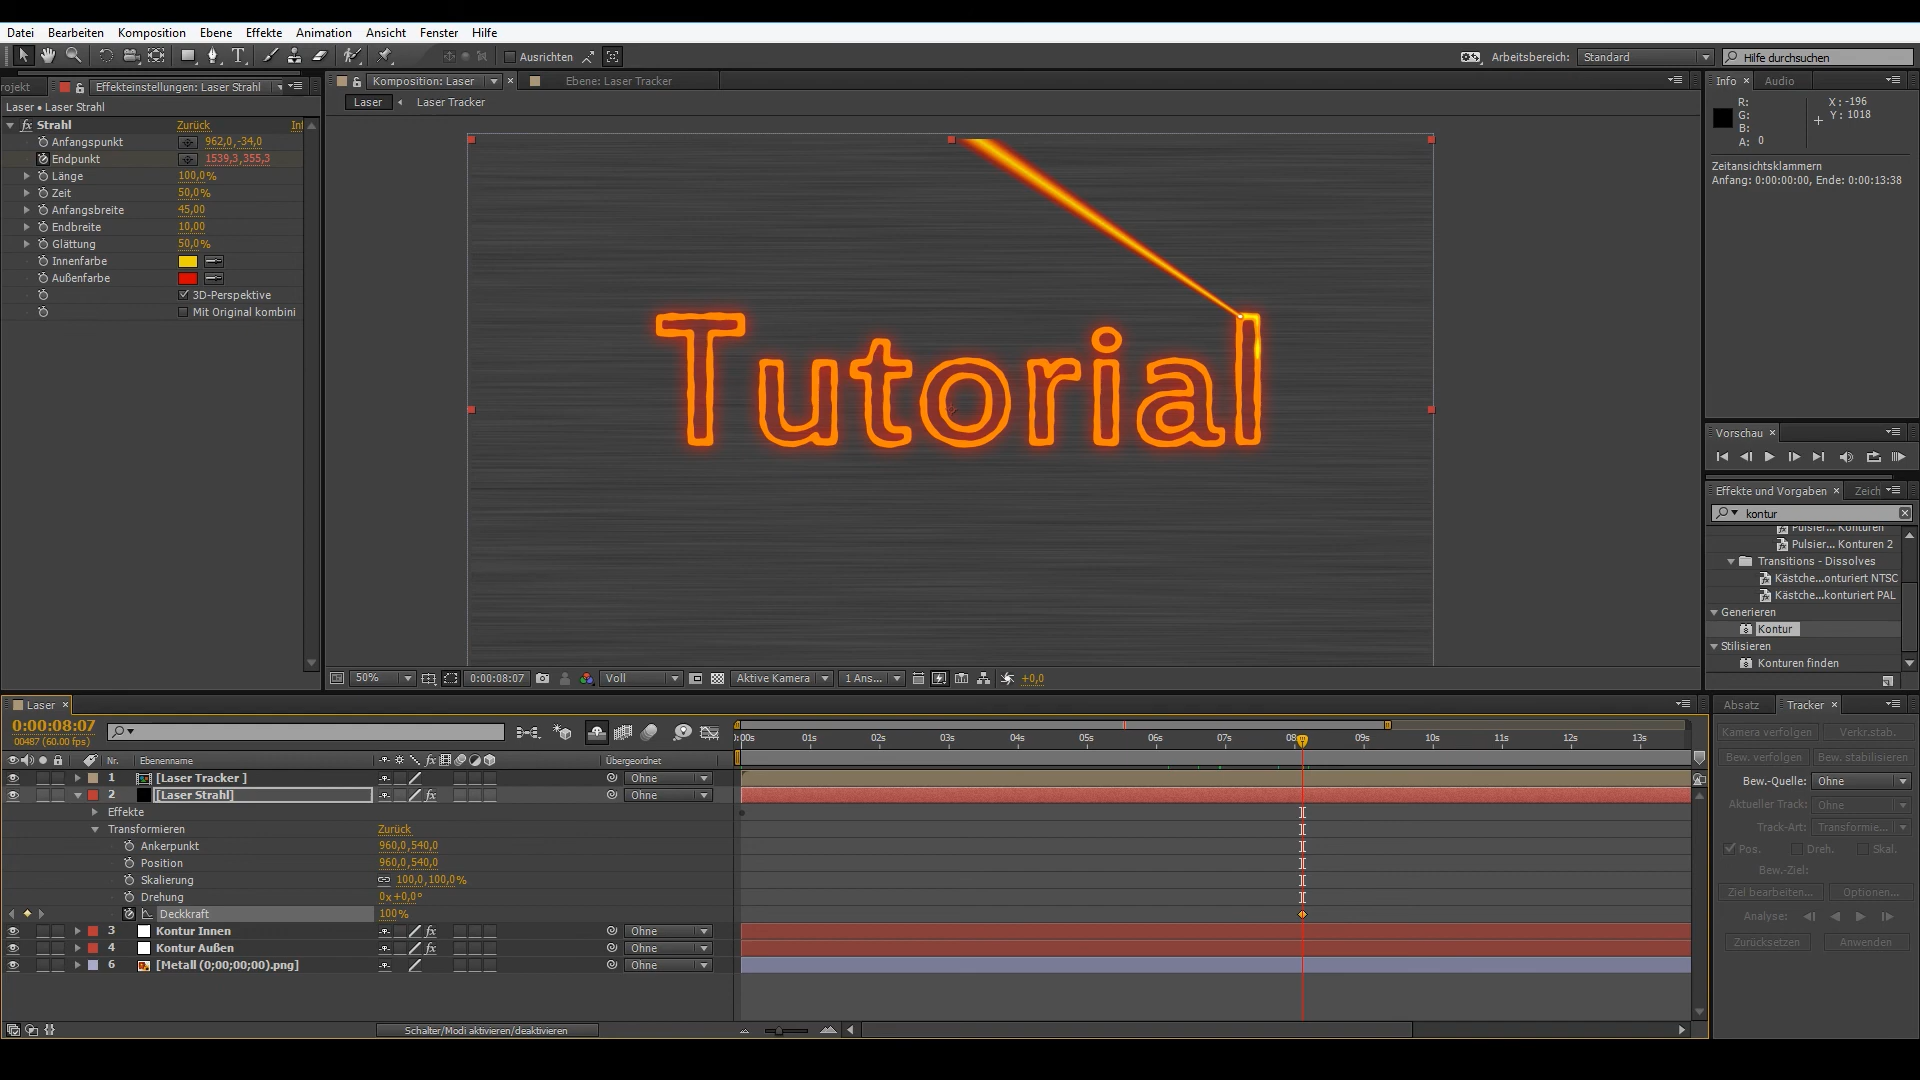 Datei Bearbeiten Komposition Ebene Effekte Animation Ansicht Fenster Hilfe
Ausrichten Arbeitsbereich: Standard Hilfe durchsuchen
rojekt Effekteinstellungen: Laser Strahl
Laser • Laser Strahl
fx Strahl Zurück Inf
Anfangspunkt 962,0,-34,0
Endpunkt 1539,3,355,3
Länge 100,0%
Zeit 50,0%
Anfangsbreite 45,00
Endbreite 10,00
Glättung 50,0%
Innenfarbe
Außenfarbe
3D-Perspektive
Mit Original kombini
Komposition: Laser Ebene: Laser Tracker
Laser Laser Tracker
Tutorial
50% 0:00:08:07 Voll Aktive Kamera 1 Ans... +0,0
Info Audio
R: X: -196
G: Y: 1018
B:
A: 0
Zeitansichtsklammern
Anfang: 0:00:00:00, Ende: 0:00:13:38
Vorschau
Effekte und Vorgaben Zeich
kontur
Pulsier... Konturen
Pulsier... Konturen 2
Transitions - Dissolves
Kästche...onturiert NTSC
Kästche...konturiert PAL
Generieren
Kontur
Stilisieren
Konturen finden
Laser
0:00:08:07
00487 (60.00 fps)
:00s 01s 02s 03s 04s 05s 06s 07s 08s 09s 10s 11s 12s 13s
Nr. Ebenenname fx Übergeordnet
1 [Laser Tracker ] Ohne
2 [Laser Strahl] fx Ohne
Effekte
Transformieren Zurück
Ankerpunkt 960,0,540,0
Position 960,0,540,0
Skalierung 100,0,100,0%
Drehung 0x+0,0°
Deckkraft 100%
3 Kontur Innen fx Ohne
4 Kontur Außen fx Ohne
6 [Metall (0;00;00;00).png] Ohne
Schalter/Modi aktivieren/deaktivieren
Absatz Tracker
Kamera verfolgen Verkr.stab.
Bew. verfolgen Bew. stabilisieren
Bew.-Quelle: Ohne
Aktueller Track: Ohne
Track-Art: Transformie...
Pos. Dreh. Skal.
Bew.-Ziel:
Ziel bearbeiten... Optionen...
Analyse:
Zurücksetzen Anwenden